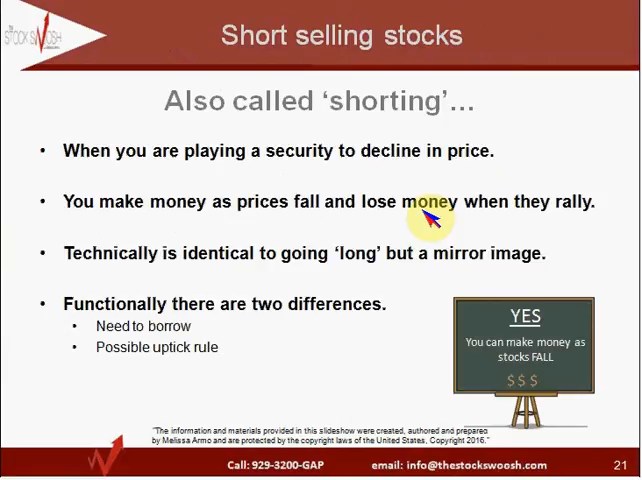 THE
STOCK SWOOSH
Short selling stocks
Also called ‘shorting’…
• When you are playing a security to decline in price.
• You make money as prices fall and lose money when they rally.
• Technically is identical to going ‘long’ but a mirror image.
• Functionally there are two differences.
• Need to borrow
• Possible uptick rule
YES
You can make money as
stocks FALL
$ $ $
"The information and materials provided in this slideshow were created, authored and prepared
by Melissa Armo and are protected by the copyright laws of the United States, Copyright 2016."
Call: 929-3200-GAP email: info@thestockswoosh.com 21